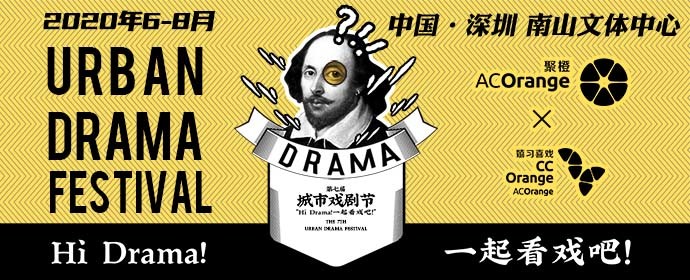 2020年6-8月
URBAN
DRAMA
FESTIVAL
?!
DRAMA
第七届
城市戏剧节
"Hi Drama!一起看戏吧!"
THE 7TH
URBAN DRAMA FESTIVAL
中国·深圳 南山文体中心
聚橙
ACOrange
×
嬉习喜戏
CC
Orange
ACOrange
Hi Drama!
一起看戏吧!